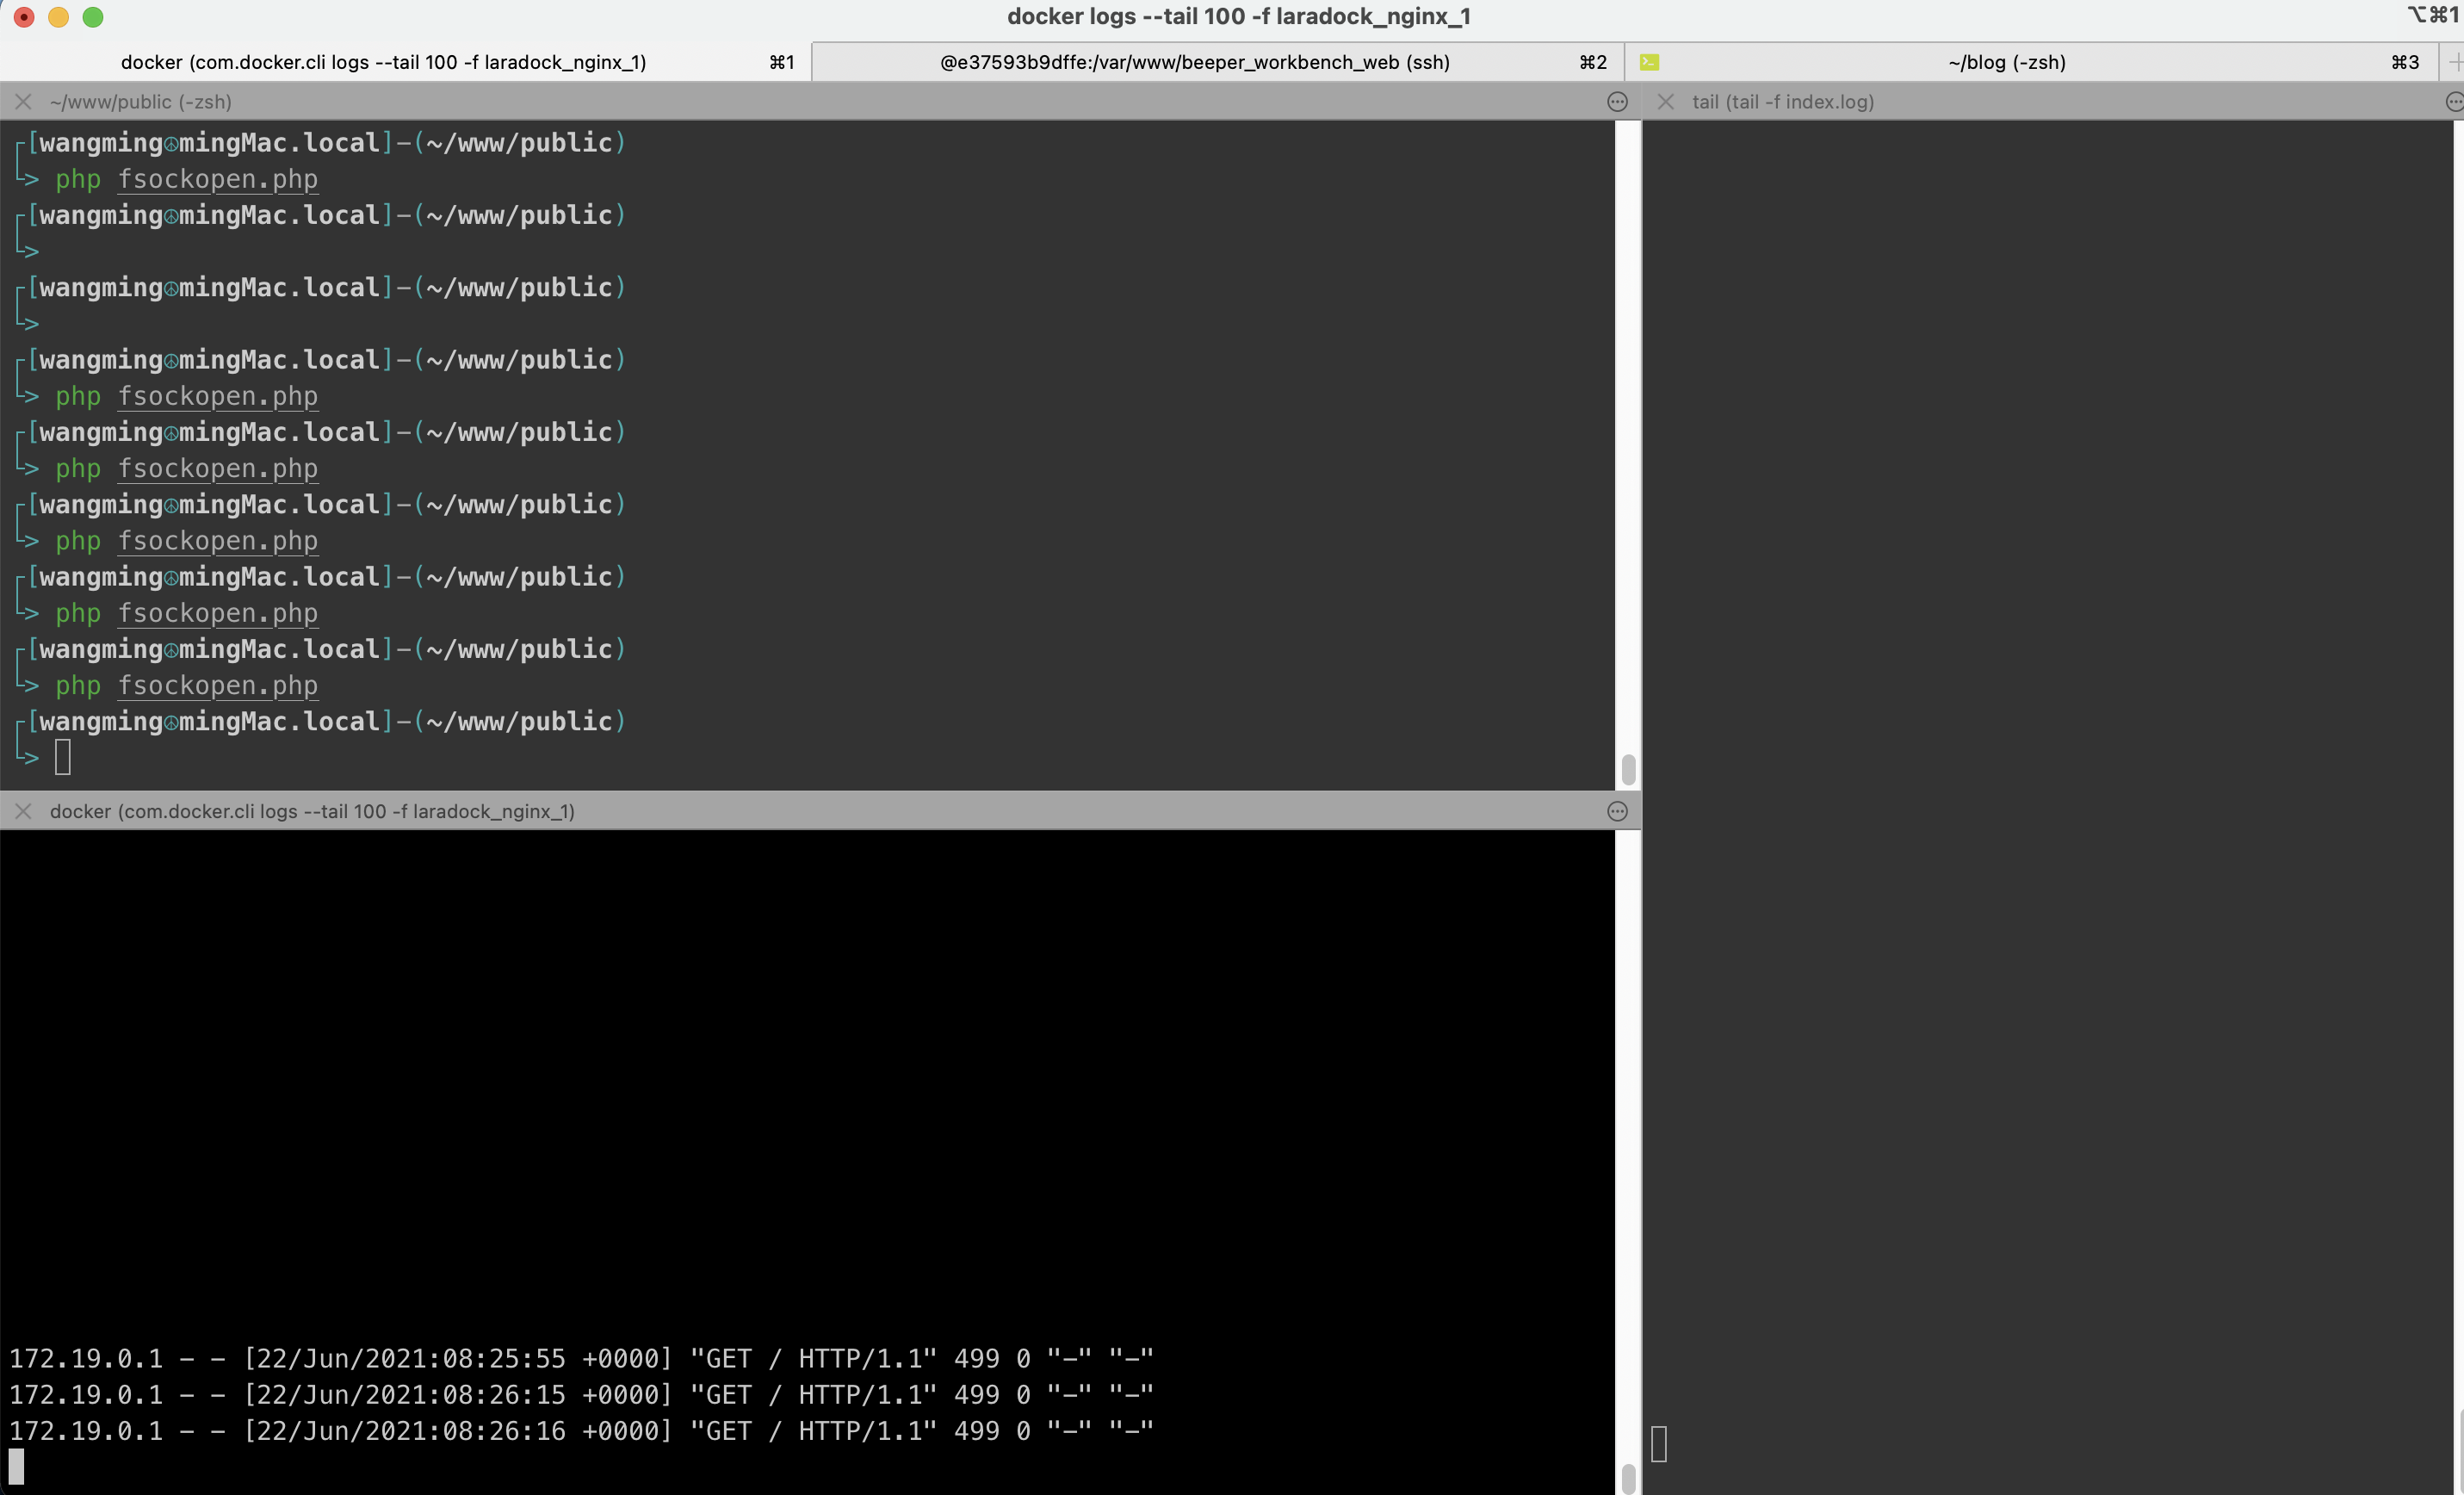 docker logs --tail 100 -f laradock_nginx_1
⌥⌘1
docker (com.docker.cli logs --tail 100 -f laradock_nginx_1) ⌘1
@e37593b9dffe:/var/www/beeper_workbench_web (ssh) ⌘2
~/blog (-zsh) ⌘3
~/www/public (-zsh)
[wangming☮mingMac.local]-(~/www/public)
> php fsockopen.php
[wangming☮mingMac.local]-(~/www/public)
>
[wangming☮mingMac.local]-(~/www/public)
>
[wangming☮mingMac.local]-(~/www/public)
> php fsockopen.php
[wangming☮mingMac.local]-(~/www/public)
> php fsockopen.php
[wangming☮mingMac.local]-(~/www/public)
> php fsockopen.php
[wangming☮mingMac.local]-(~/www/public)
> php fsockopen.php
[wangming☮mingMac.local]-(~/www/public)
> php fsockopen.php
[wangming☮mingMac.local]-(~/www/public)
>
docker (com.docker.cli logs --tail 100 -f laradock_nginx_1)
172.19.0.1 - - [22/Jun/2021:08:25:55 +0000] "GET / HTTP/1.1" 499 0 "-" "-"
172.19.0.1 - - [22/Jun/2021:08:26:15 +0000] "GET / HTTP/1.1" 499 0 "-" "-"
172.19.0.1 - - [22/Jun/2021:08:26:16 +0000] "GET / HTTP/1.1" 499 0 "-" "-"
tail (tail -f index.log)